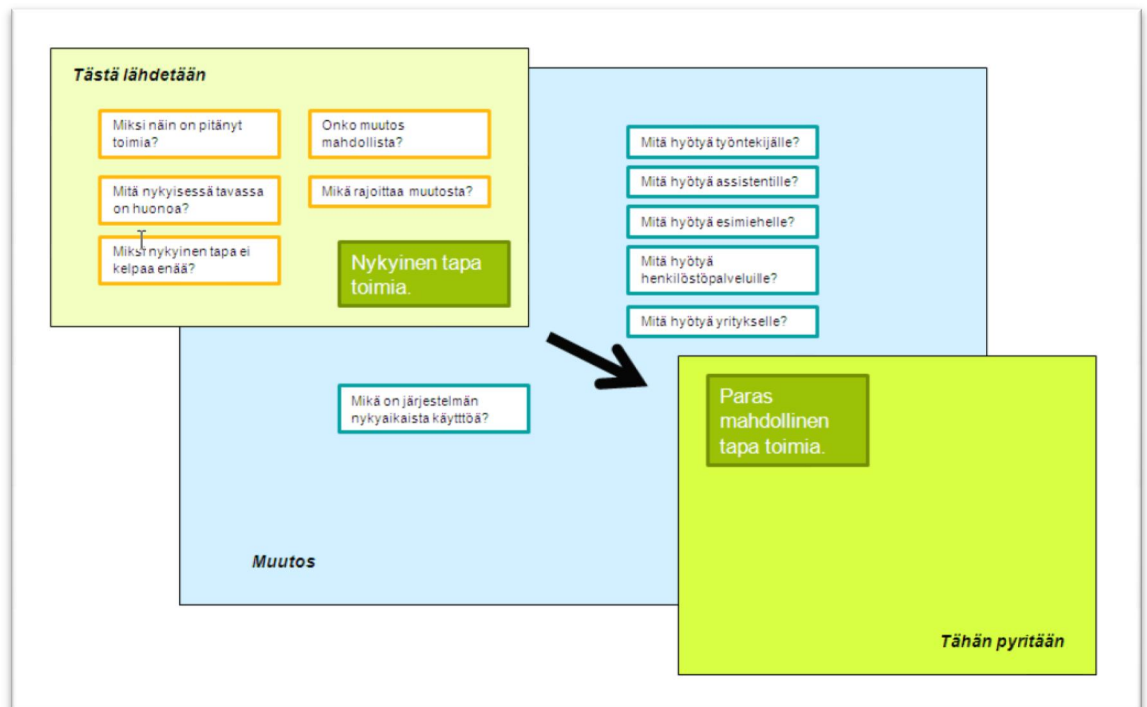 Tästä lähdetään
Miksi näin on pitänyt
toimia?
Mitä nykyisessä tavassa
on huonoa?
Miksi nykyinen tapa ei
kelpaa enää?
Onko muutos
mahdollista?
Mikä rajoittaa muutosta?
Nykyinen tapa
toimia.
Mitä hyötyä työntekijälle?
Mitä hyötyä assistentille?
Mitä hyötyä esimiehelle?
Mitä hyötyä
henkilöstöpalveluille?
Mitä hyötyä yritykselle?
Mikä on järjestelmän
nykyaikaista käytttöä?
Muutos
Paras
mahdollinen
tapa toimia.
Tähän pyritään